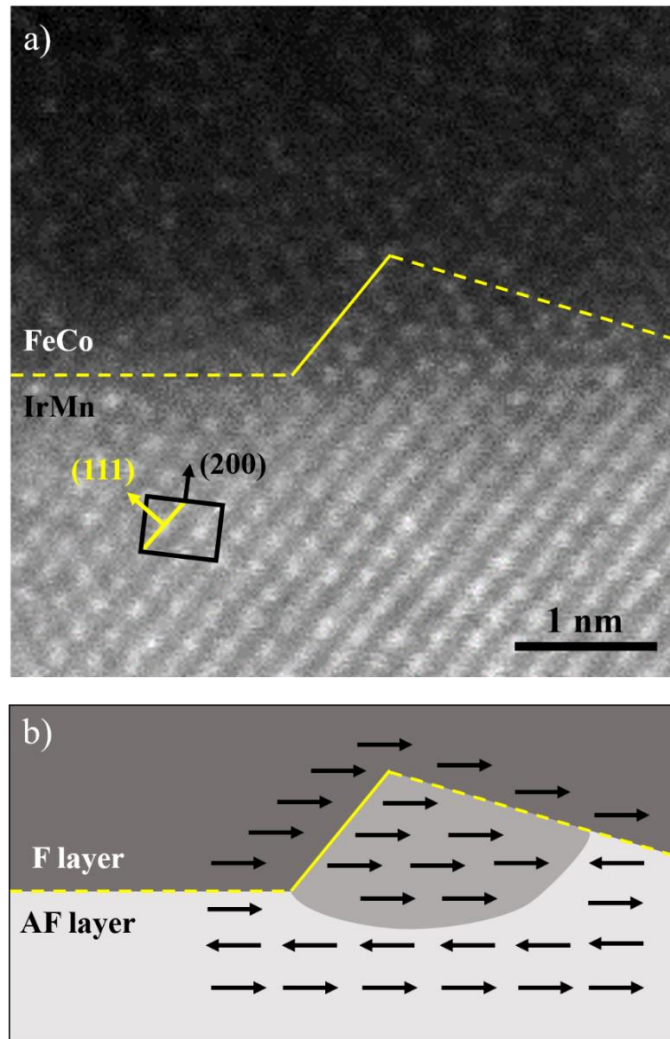 a)
FeCo
IrMn
(111)
(200)
1 nm
b)
F layer
AF layer